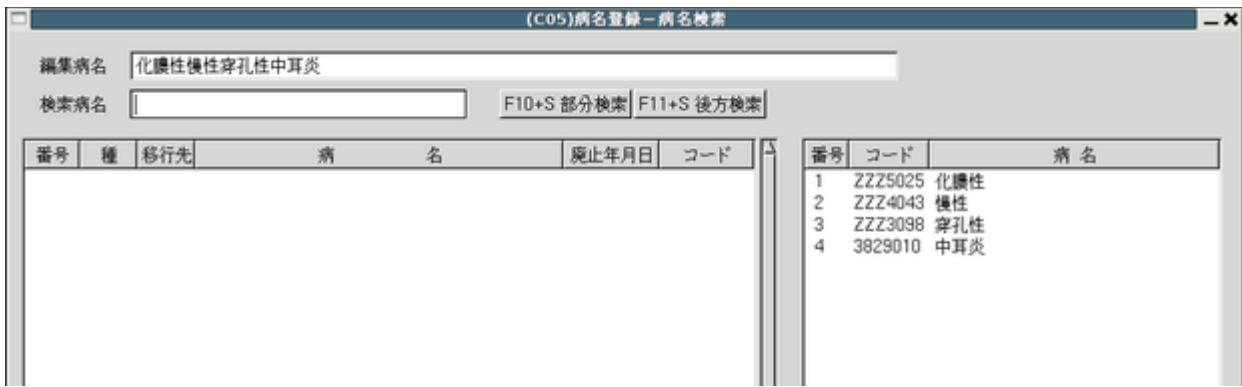 (C05)病名登録－病名検索
編集病名 化膿性慢性穿孔性中耳炎
検索病名 F10+S 部分検索 F11+S 後方検索
番号 種 移行先 病 名 廃止年月日 コード 番号 コード 病 名
1 ZZZ5025 化膿性
2 ZZZ4043 慢性
3 ZZZ3098 穿孔性
4 3829010 中耳炎